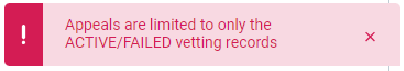 Appeals are limited to only the
ACTIVE/FAILED vetting records